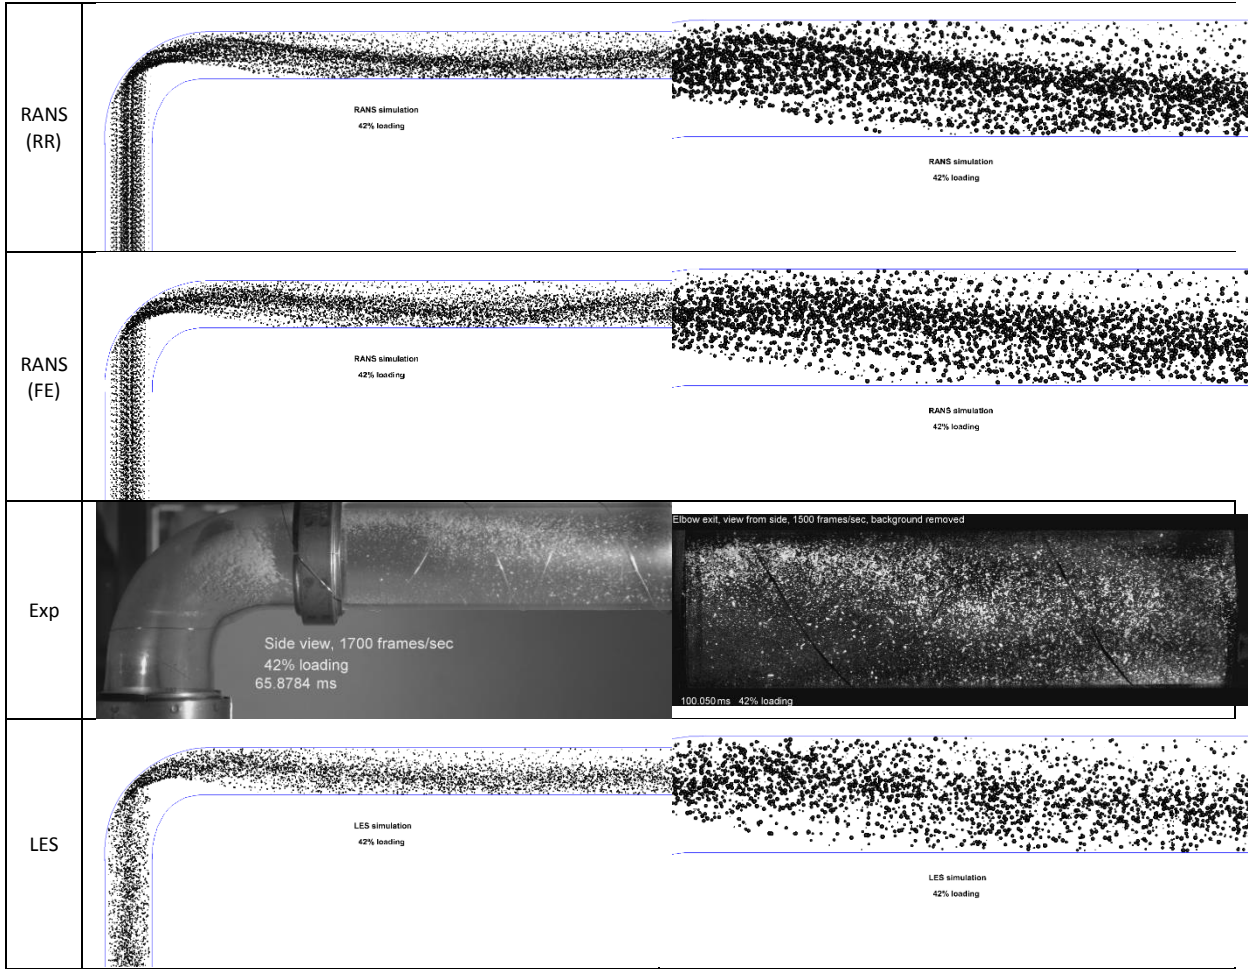 RANS
(RR)
RANS simulation
42% loading
RANS simulation
42% loading
RANS
(FE)
RANS simulation
42% loading
RANS simulation
42% loading
Exp
Side view, 1700 frames/sec
42% loading
65.8784 ms
Elbow exit, view from side, 1500 frames/sec, background removed
100.050 ms 42% loading
LES
LES simulation
42% loading
LES simulation
42% loading